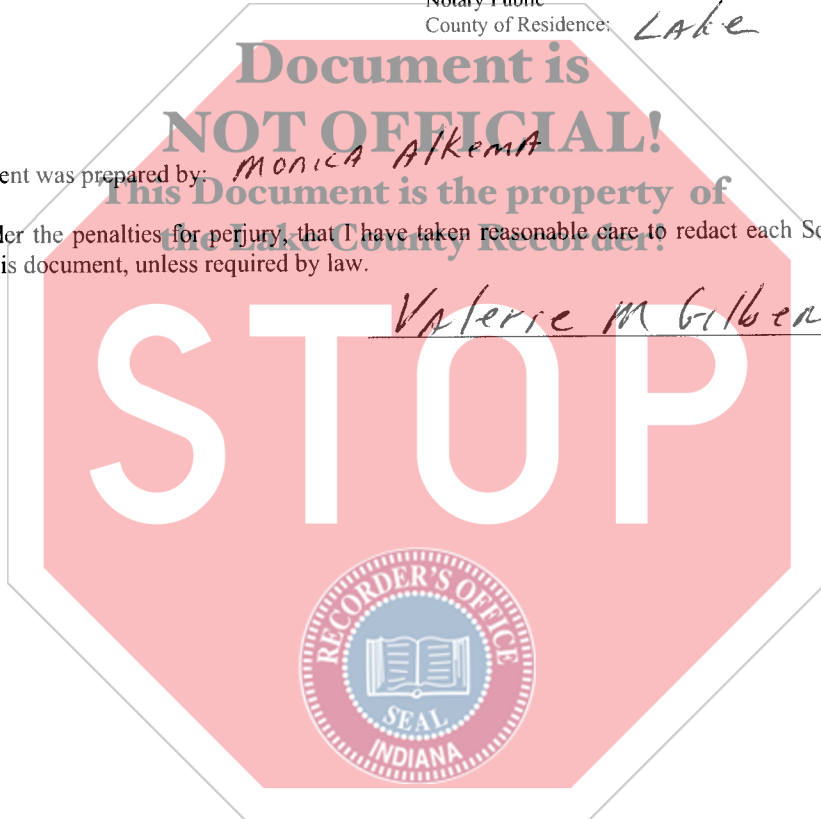 Notary Public
County of Residence: Lake
Document is
NOT OFFICIAL!
ent was prepared by: Monica Alkema
This Document is the property of
der the penalties for perjury, that I have taken reasonable care to redact each So
the Lake County Recorder!
is document, unless required by law.
Valerie M Gilber
STOP
RECORDER'S OFFICE
SEAL
INDIANA